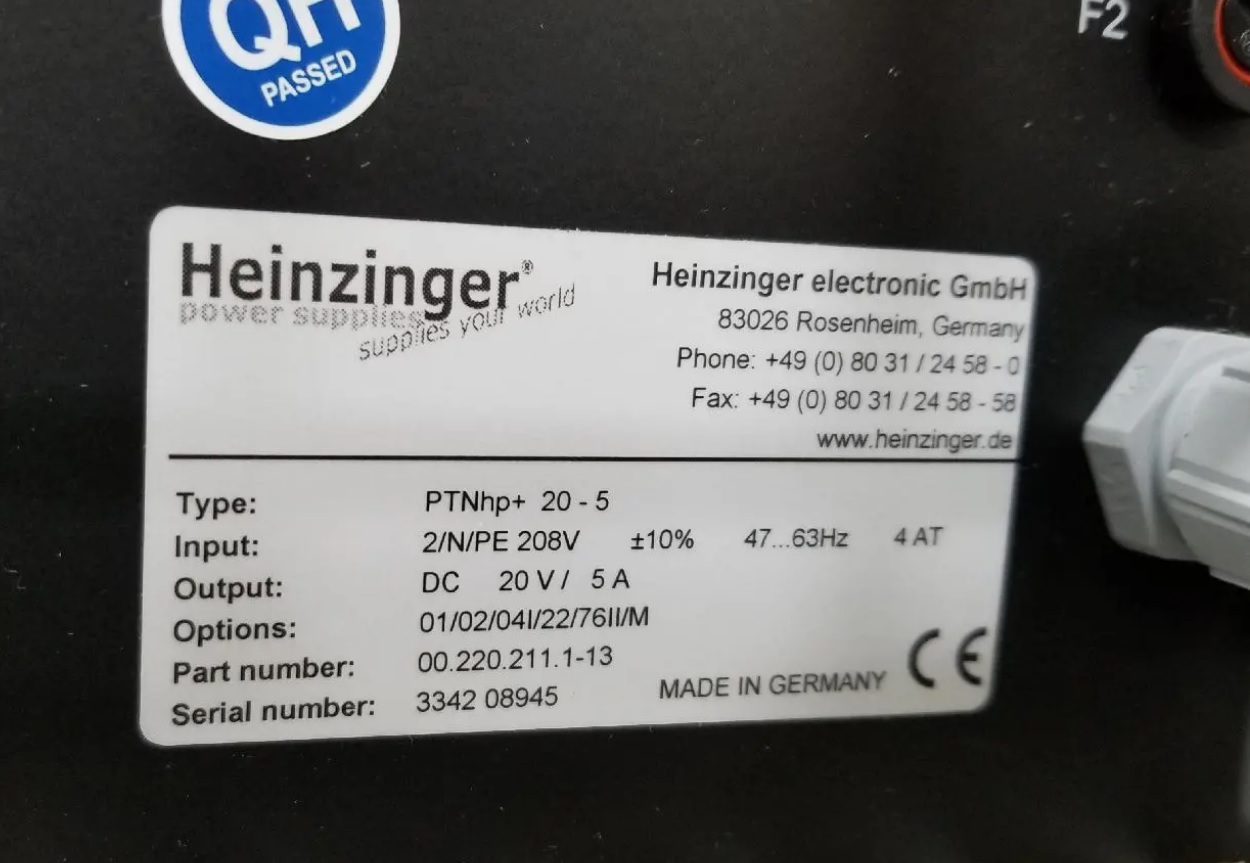 QH
PASSED
F2
Heinzinger®
power supplies
supplies your world
Heinzinger electronic GmbH
83026 Rosenheim, Germany
Phone: +49 (0) 80 31 / 24 58 - 0
Fax: +49 (0) 80 31 / 24 58 - 58
www.heinzinger.de
Type: PTNhp+ 20 - 5
Input: 2/N/PE 208V ±10% 47...63Hz 4 AT
Output: DC 20 V / 5 A
Options: 01/02/04I/22/76II/M
Part number: 00.220.211.1-13
Serial number: 3342 08945
MADE IN GERMANY CE